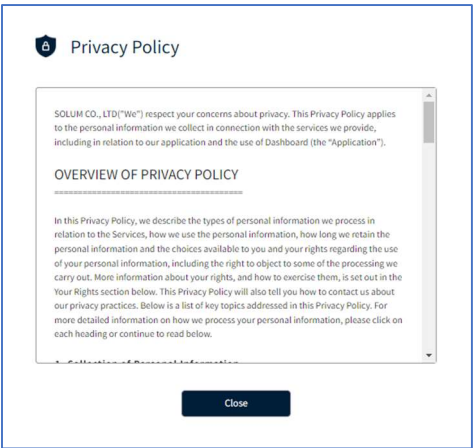 Privacy Policy
SOLUM CO., LTD("We") respect your concerns about privacy. This Privacy Policy applies
to the personal information we collect in connection with the services we provide,
including in relation to our application and the use of Dashboard (the “Application”).
OVERVIEW OF PRIVACY POLICY
========================================
In this Privacy Policy, we describe the types of personal information we process in
relation to the Services, how we use the personal information, how long we retain the
personal information and the choices available to you and your rights regarding the use
of your personal information, including the right to object to some of the processing we
carry out. More information about your rights, and how to exercise them, is set out in the
Your Rights section below. This Privacy Policy will also tell you how to contact us about
our privacy practices. Below is a list of key topics addressed in this Privacy Policy. For
more detailed information on how we process your personal information, please click on
each heading or continue to read below.
1. Collection of Personal Information
Close